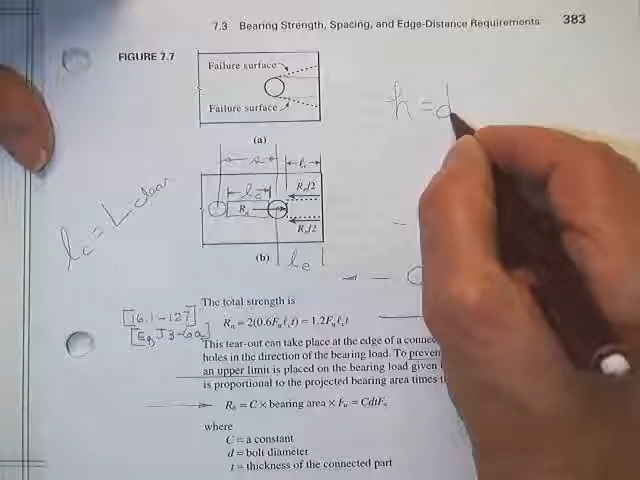 7.3 Bearing Strength, Spacing, and Edge-Distance Requirements 383
FIGURE 7.7
Failure surface
Failure surface
(a)
h = d
s
lc
lc
Rn/2
Rn
Rn/2
lc = Lclear
(b)
le
The total strength is
[16.1-127]
Rn = 2(0.6Fuℓct) = 1.2Fuℓct
[Eq J3-6a]
This tear-out can take place at the edge of a connec
holes in the direction of the bearing load. To preven
an upper limit is placed on the bearing load given
is proportional to the projected bearing area times t
Rn = C × bearing area × Fu = CdtFu
where
C = a constant
d = bolt diameter
t = thickness of the connected part